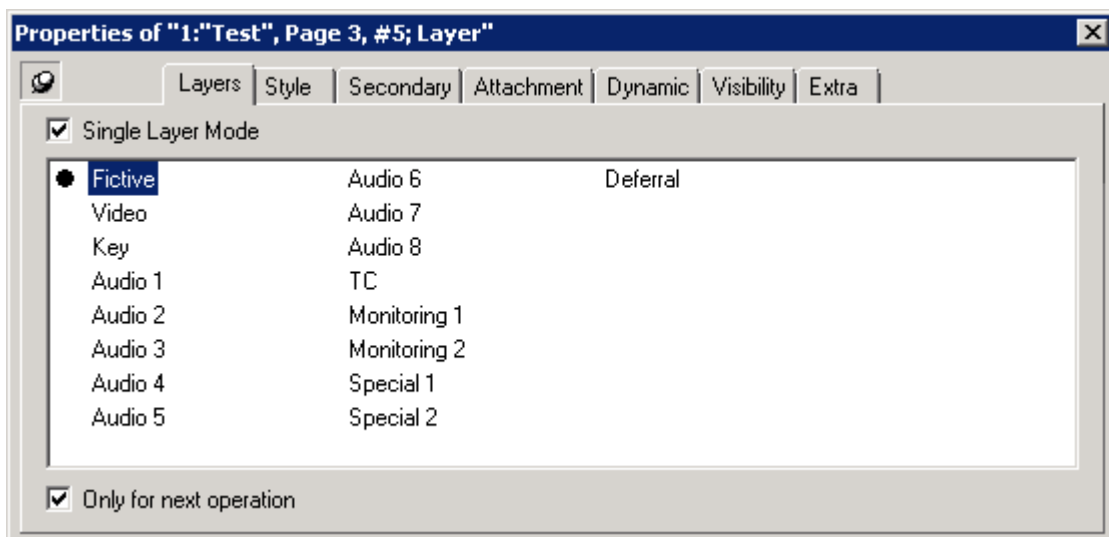 Properties of "1:"Test", Page 3, #5; Layer"
Layers Style Secondary Attachment Dynamic Visibility Extra
Single Layer Mode
Fictive Audio 6 Deferral
Video Audio 7
Key Audio 8
Audio 1 TC
Audio 2 Monitoring 1
Audio 3 Monitoring 2
Audio 4 Special 1
Audio 5 Special 2
Only for next operation